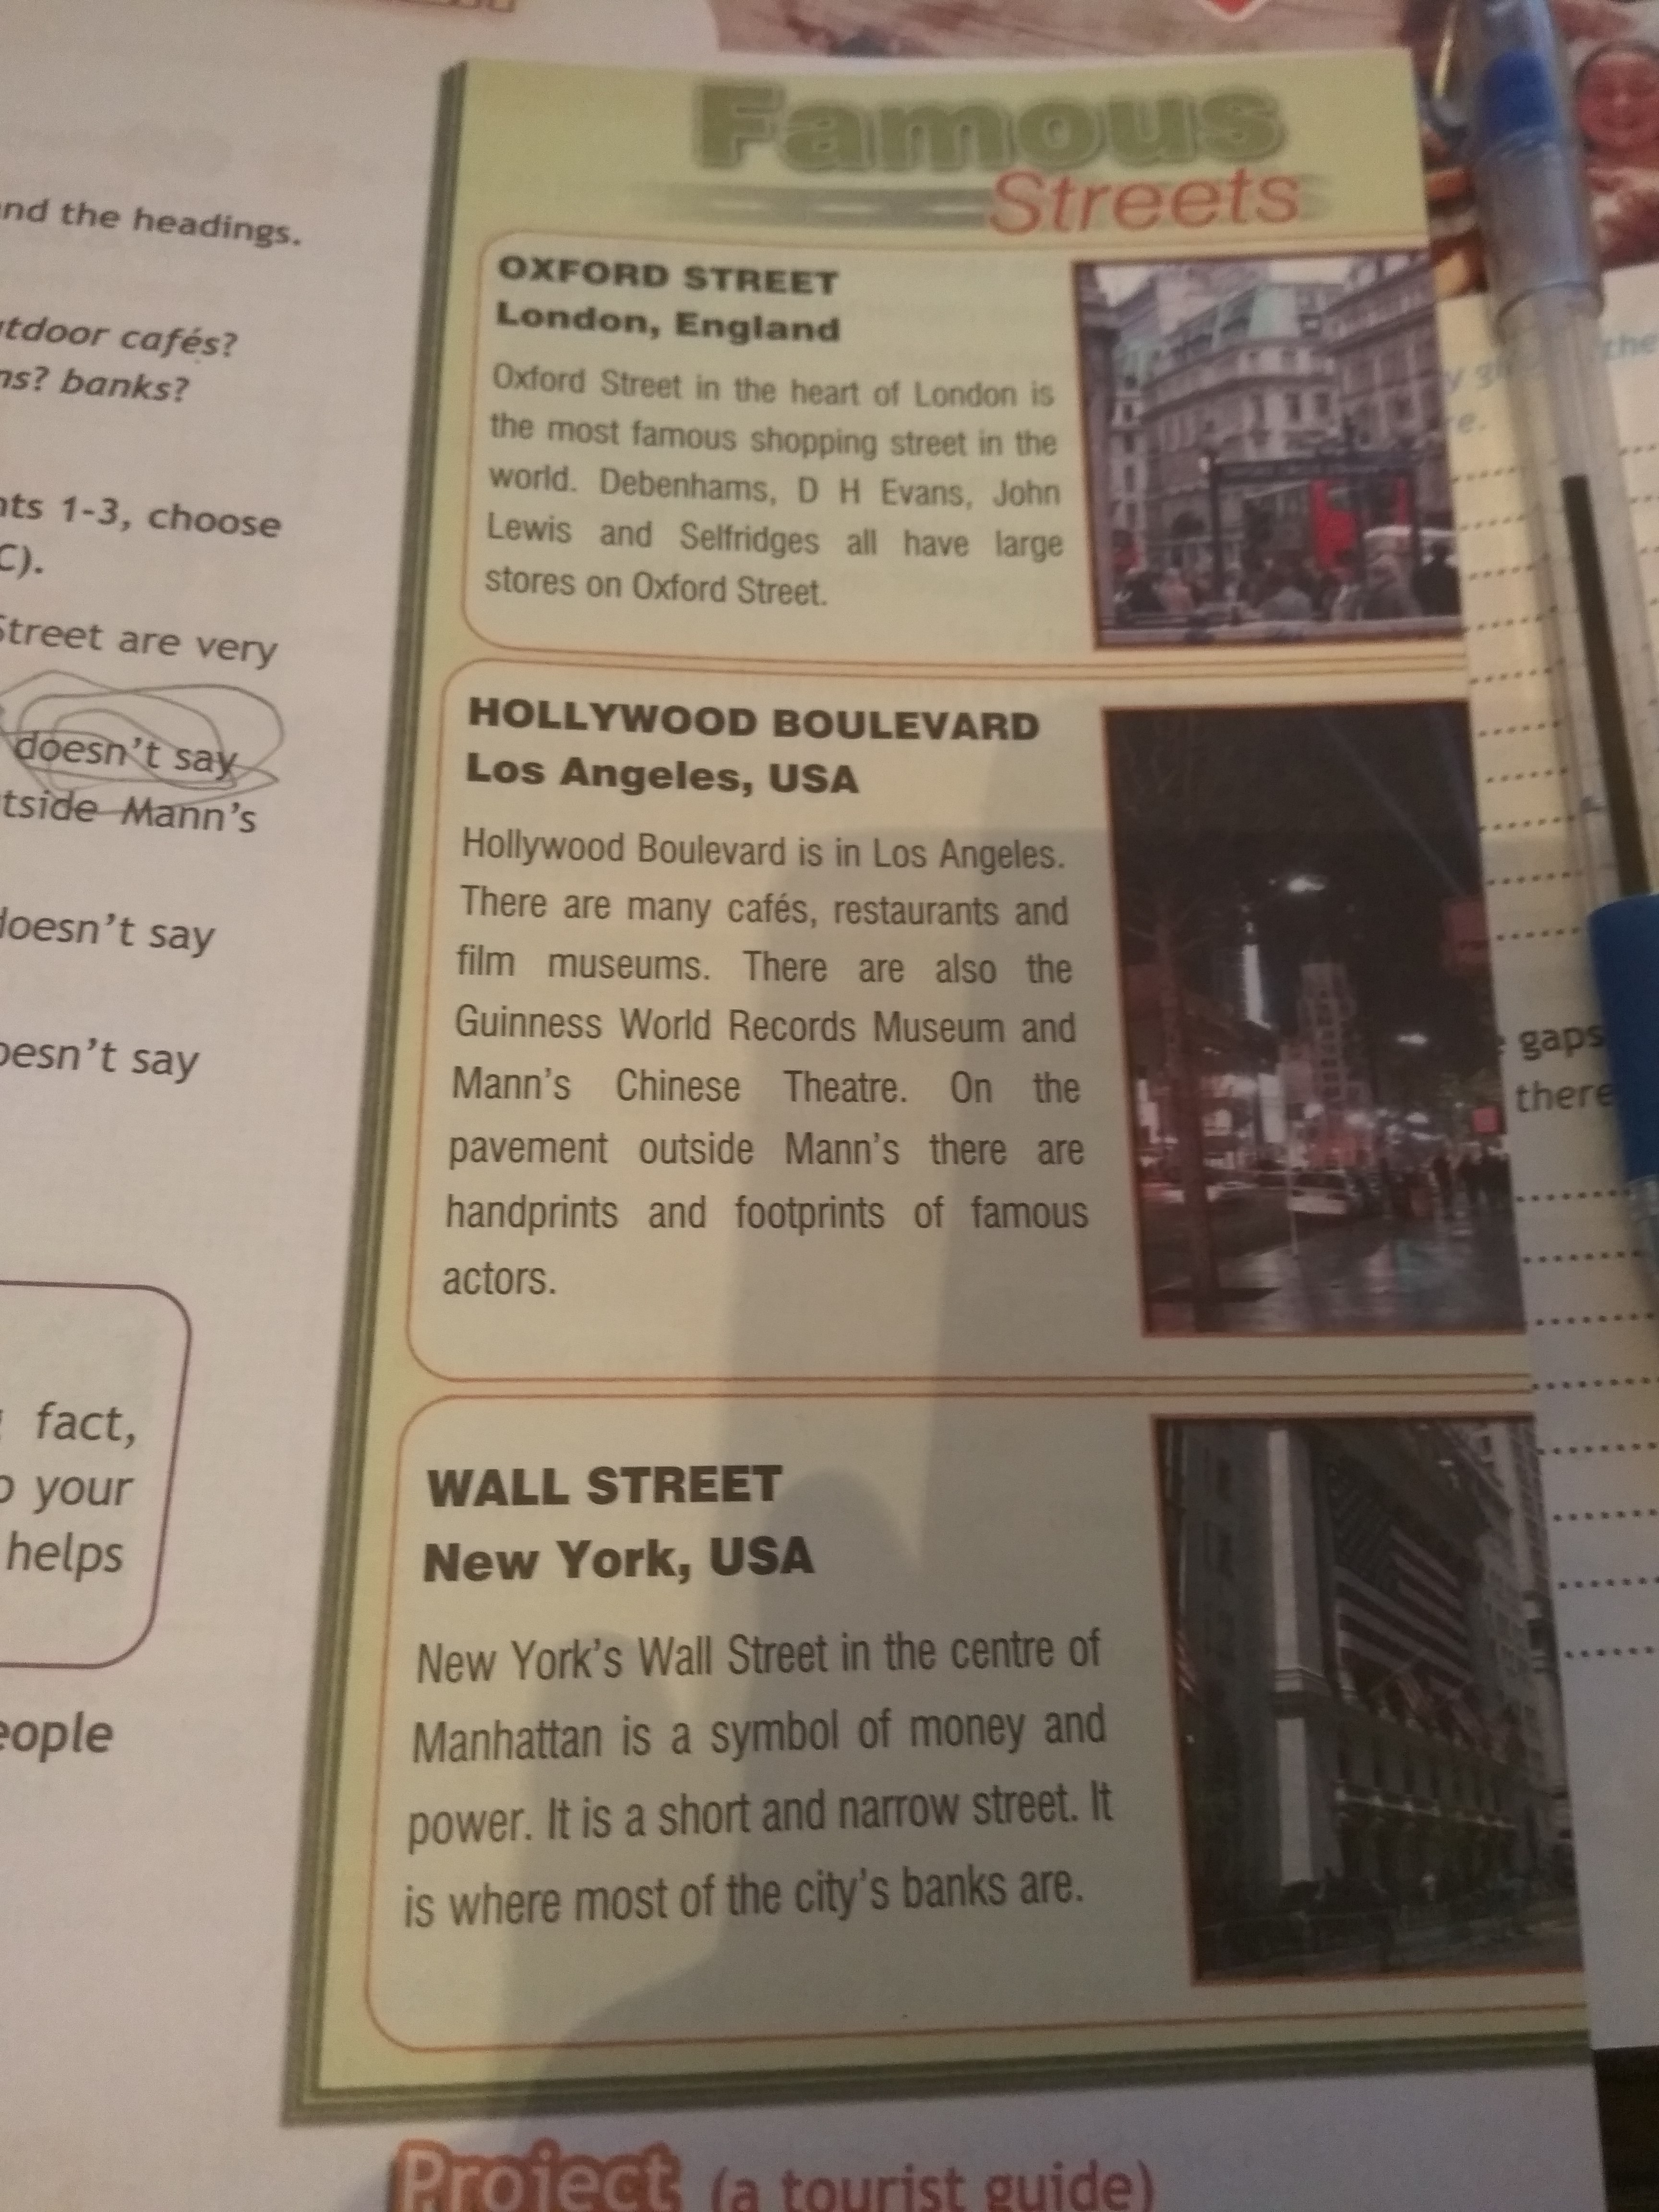 nd the headings.
tdoor cafés?
ns? banks?
nts 1-3, choose
C).
Street are very
doesn't say
tside Mann's
doesn't say
oesn't say
fact,
your
helps
eople
Famous
Streets
OXFORD STREET
London, England
Oxford Street in the heart of London is
the most famous shopping street in the
world. Debenhams, D H Evans, John
Lewis and Selfridges all have large
stores on Oxford Street.
HOLLYWOOD BOULEVARD
Los Angeles, USA
Hollywood Boulevard is in Los Angeles.
There are many cafés, restaurants and
film museums. There are also the
Guinness World Records Museum and
Mann's Chinese Theatre. On the
pavement outside Mann's there are
handprints and footprints of famous
actors.
WALL STREET
New York, USA
New York's Wall Street in the centre of
Manhattan is a symbol of money and
power. It is a short and narrow street. It
is where most of the city's banks are.
Project (a tourist guide)
the
e.
gaps
there